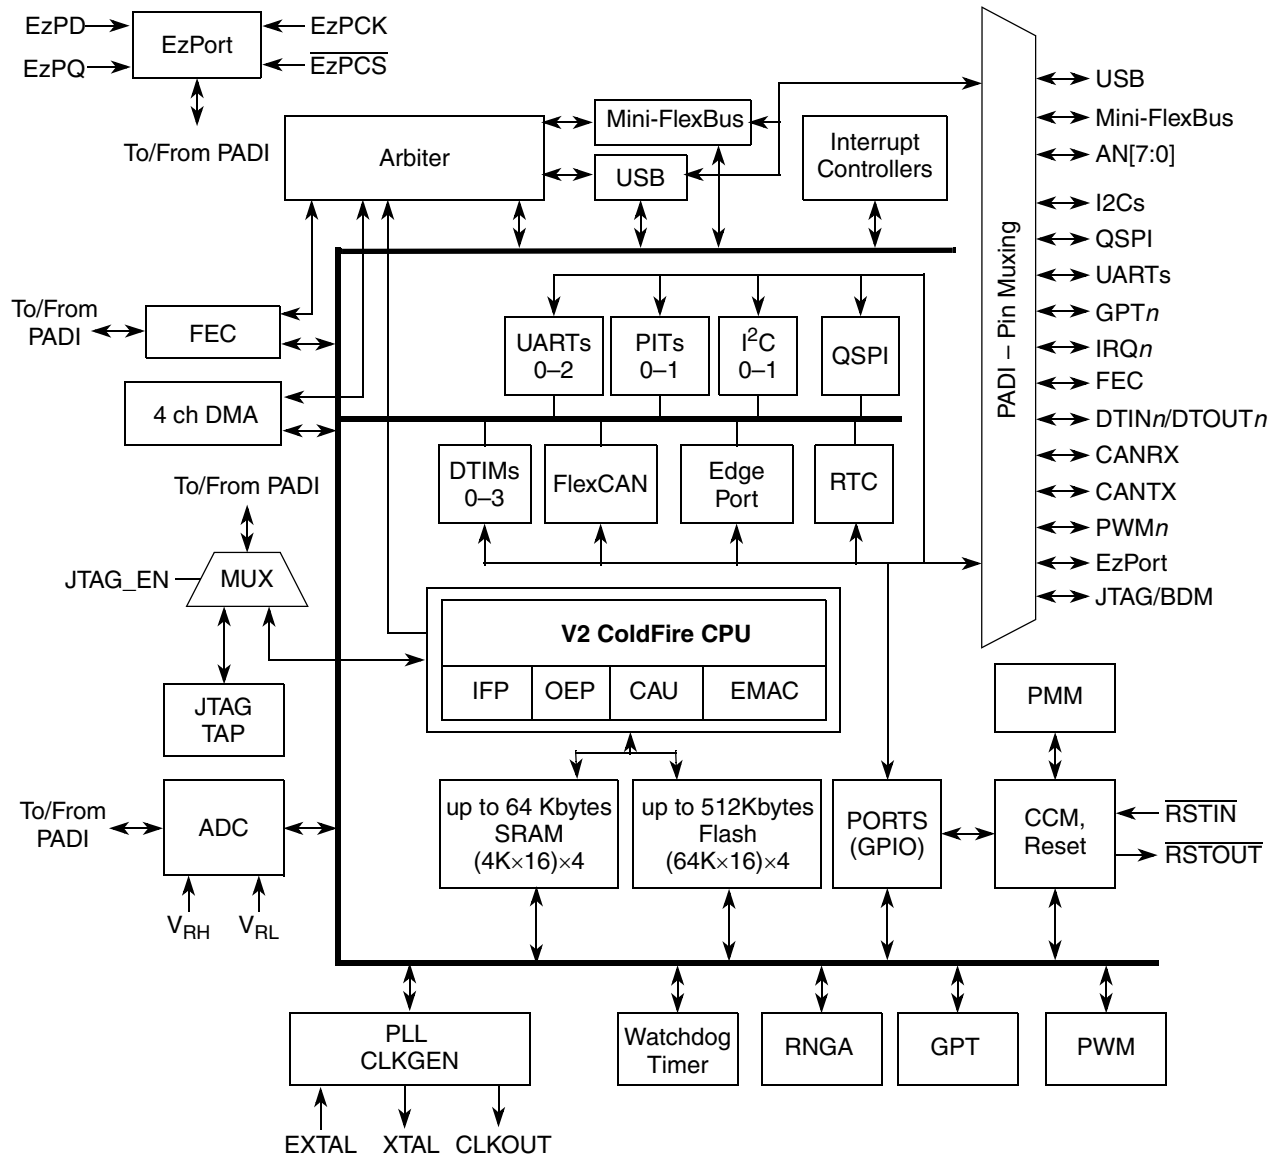 EzPD
EzPQ
EzPort
EzPCK
EzPCS
To/From PADI
Arbiter
Mini-FlexBus
USB
Interrupt
Controllers
PADI – Pin Muxing
USB
Mini-FlexBus
AN[7:0]
I2Cs
QSPI
UARTs
GPTn
IRQn
FEC
DTINn/DTOUTn
CANRX
CANTX
PWMn
EzPort
JTAG/BDM
To/From
PADI
FEC
4 ch DMA
UARTs
0–2
PITs
0–1
I2C
0–1
QSPI
DTIMs
0–3
FlexCAN
Edge
Port
RTC
To/From PADI
JTAG_EN
MUX
JTAG
TAP
V2 ColdFire CPU
IFP
OEP
CAU
EMAC
PMM
To/From
PADI
ADC
VRH
VRL
up to 64 Kbytes
SRAM
(4K×16)×4
up to 512Kbytes
Flash
(64K×16)×4
PORTS
(GPIO)
CCM,
Reset
RSTIN
RSTOUT
PLL
CLKGEN
Watchdog
Timer
RNGA
GPT
PWM
EXTAL
XTAL
CLKOUT